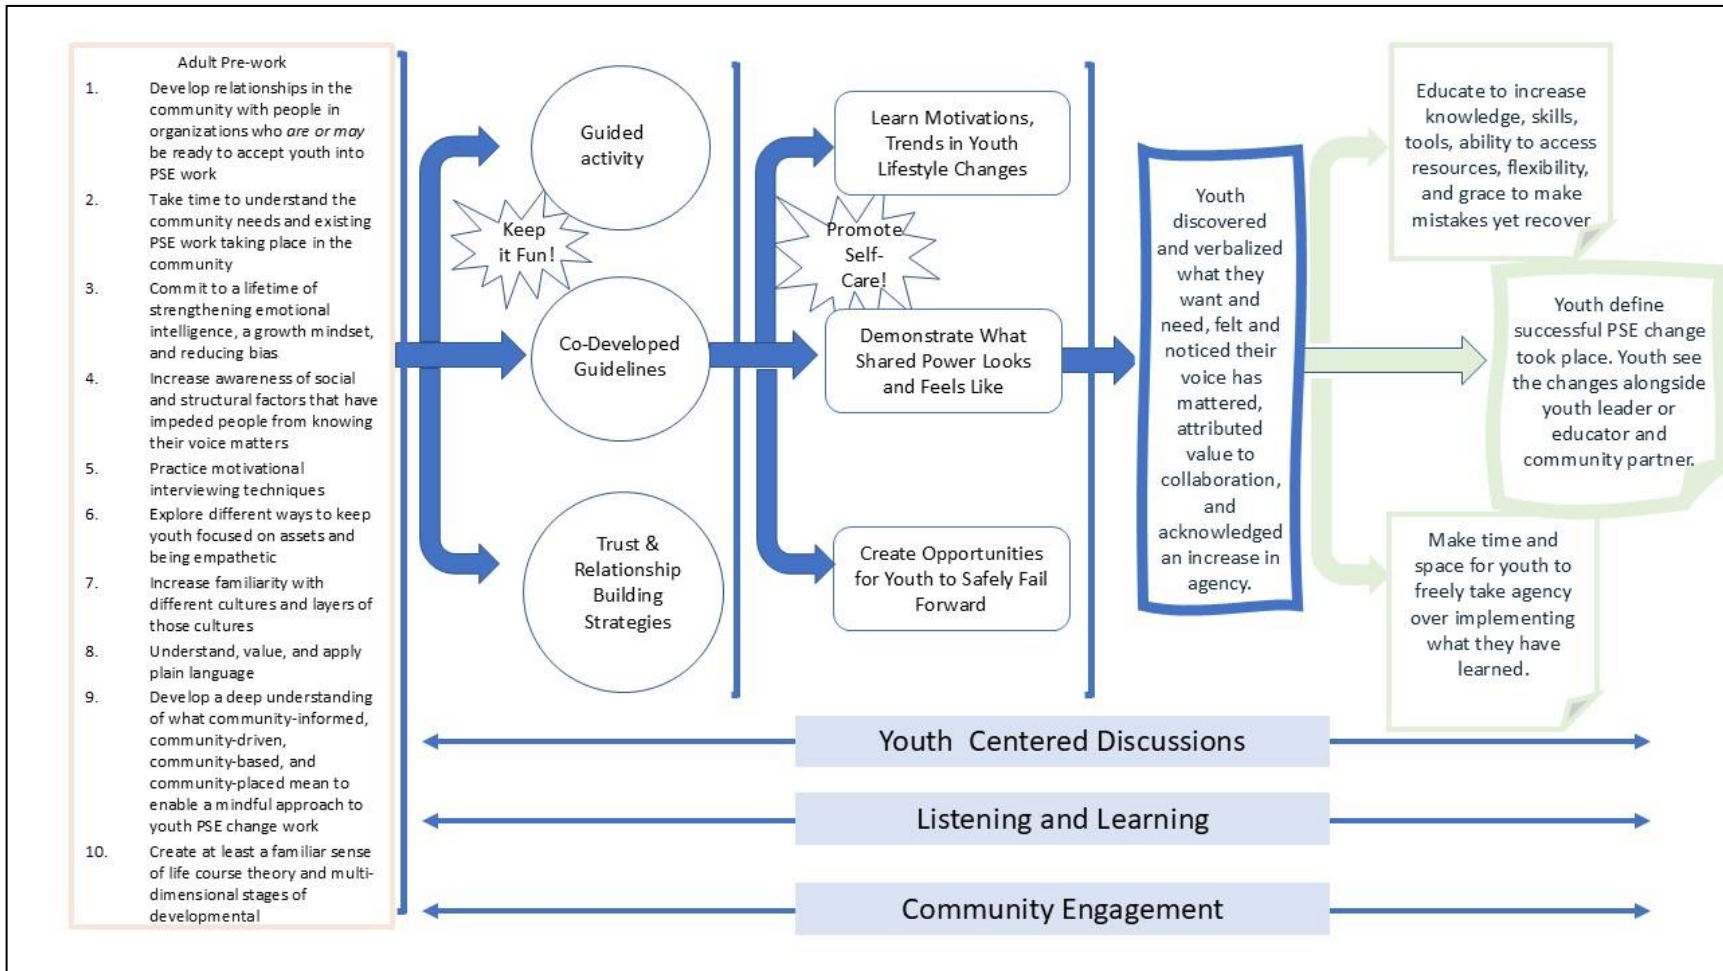 Adult Pre-work
1. Develop relationships in the
community with people in
organizations who are or may
be ready to accept youth into
PSE work
2. Take time to understand the
community needs and existing
PSE work taking place in the
community
3. Commit to a lifetime of
strengthening emotional
intelligence, a growth mindset,
and reducing bias
4. Increase awareness of social
and structural factors that have
impeded people from knowing
their voice matters
5. Practice motivational
interviewing techniques
6. Explore different ways to keep
youth focused on assets and
being empathetic
7. Increase familiarity with
different cultures and layers of
those cultures
8. Understand, value, and apply
plain language
9. Develop a deep understanding
of what community-informed,
community-driven,
community-based, and
community-placed mean to
enable a mindful approach to
youth PSE change work
10. Create at least a familiar sense
of life course theory and multi-
dimensional stages of
developmental
Guided
activity
Keep
it Fun!
Co-Developed
Guidelines
Trust &
Relationship
Building
Strategies
Learn Motivations,
Trends in Youth
Lifestyle Changes
Promote
Self-
Care!
Demonstrate What
Shared Power Looks
and Feels Like
Create Opportunities
for Youth to Safely Fail
Forward
Youth
discovered
and verbalized
what they
want and
need, felt and
noticed their
voice has
mattered,
attributed
value to
collaboration,
and
acknowledged
an increase in
agency.
Educate to increase
knowledge, skills,
tools, ability to access
resources, flexibility,
and grace to make
mistakes yet recover
Youth define
successful PSE change
took place. Youth see
the changes alongside
youth leader or
educator and
community partner.
Make time and
space for youth to
freely take agency
over implementing
what they have
learned.
Youth Centered Discussions
Listening and Learning
Community Engagement